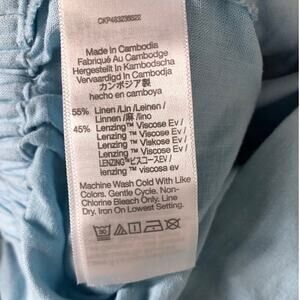 CKP483238522
Made in Cambodia
Fabriqué Au Cambodge
Hergestellt in Kambodscha
Vervaardigd in Cambodja
カンボジア製
hecho en camboya
55% Linen /Lin /Leinen /
Linnen /麻 /lino
45% Lenzing™ Viscose Ev /
Lenzing™ Viscose Ev /
Lenzing™ Viskose Ev /
Lenzing™ Viscose Ev /
LENZING™ビスコースEV /
Lenzing™ viscosa ev
Machine Wash Cold With Like
Colors. Gentle Cycle. Non-
Chlorine Bleach Only. Line
Dry. Iron On Lowest Setting.
30